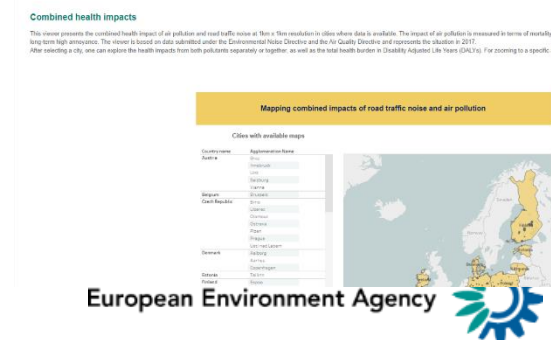 Combined health impacts
This viewer presents the combined health impact of air pollution and road traffic noise at 1km x 1km resolution in cities where data is available. The impact of air pollution is measured in terms of mortality
long term high annoyance. The viewer is based on data submitted under the Environmental Noise Directive and the Air Quality Directive and represents the situation in 2017.
After selecting a city, one can explore the health impacts from both pollutants separately or together, as well as the total health burden in Disability Adjusted Life Years (DALYs). For zooming to a specific
Mapping combined impacts of road traffic noise and air pollution
Cities with available maps
Country name Agglomeration Name
Austria Graz
Innsbruck
Linz
Salzburg
Vienna
Belgium Brussels
Czech Republic Brno
Liberec
Olomouc
Ostrava
Plzen
Prague
Usti nad Labem
Denmark Aalborg
Aarhus
Copenhagen
Estonia Tallinn
Finland
Sweden
Norway
European Environment Agency